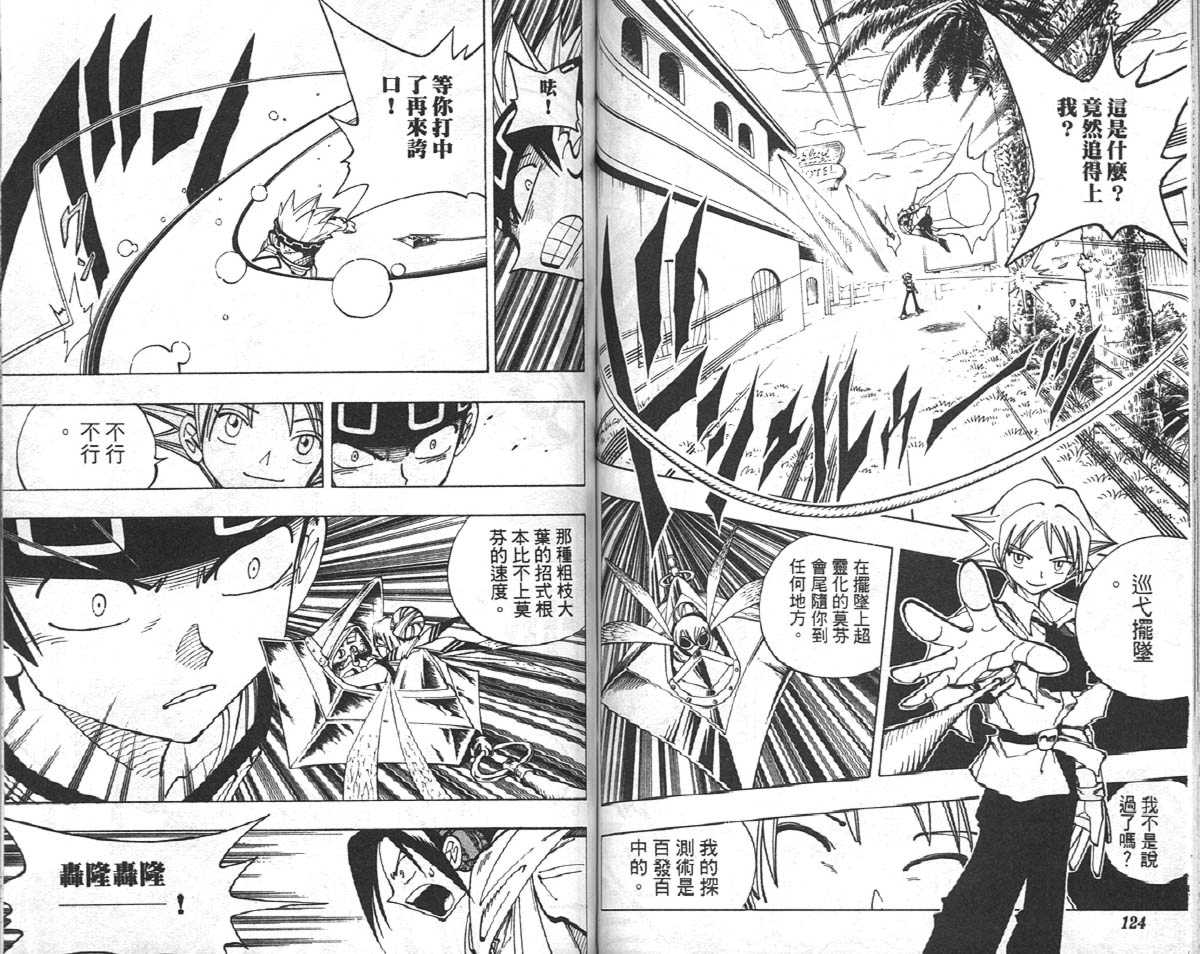 這是什麼？
竟然追得上
我？
HOTEL
巡弋擺墜
。
在擺墜上超
靈化的莫芬
會尾隨你到
任何地方。
我不是說
過了嗎？
我的探
測術是
百發百
中的。
124
呿！
等你打中
了再來誇
口！
不行
不行
。
那種粗枝大
葉的招式根
本比不上莫
芬的速度。
轟隆轟隆
——！